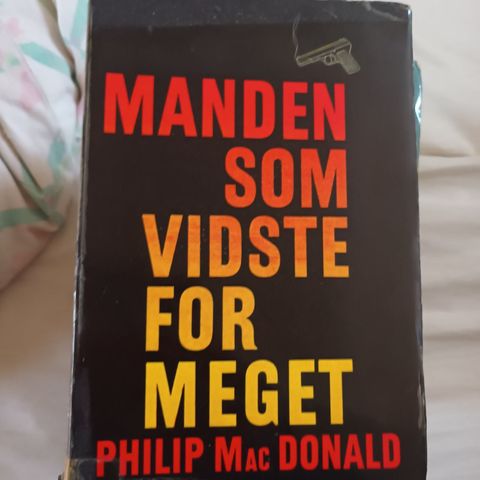 MANDEN
SOM
VIDSTE
FOR
MEGET
PHILIP MAC DONALD